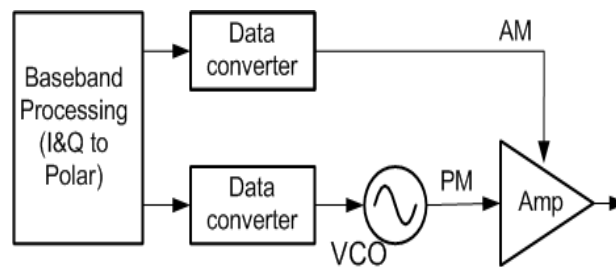 Baseband
Processing
(I&Q to
Polar)
Data
converter
AM
Data
converter
VCO
PM
Amp